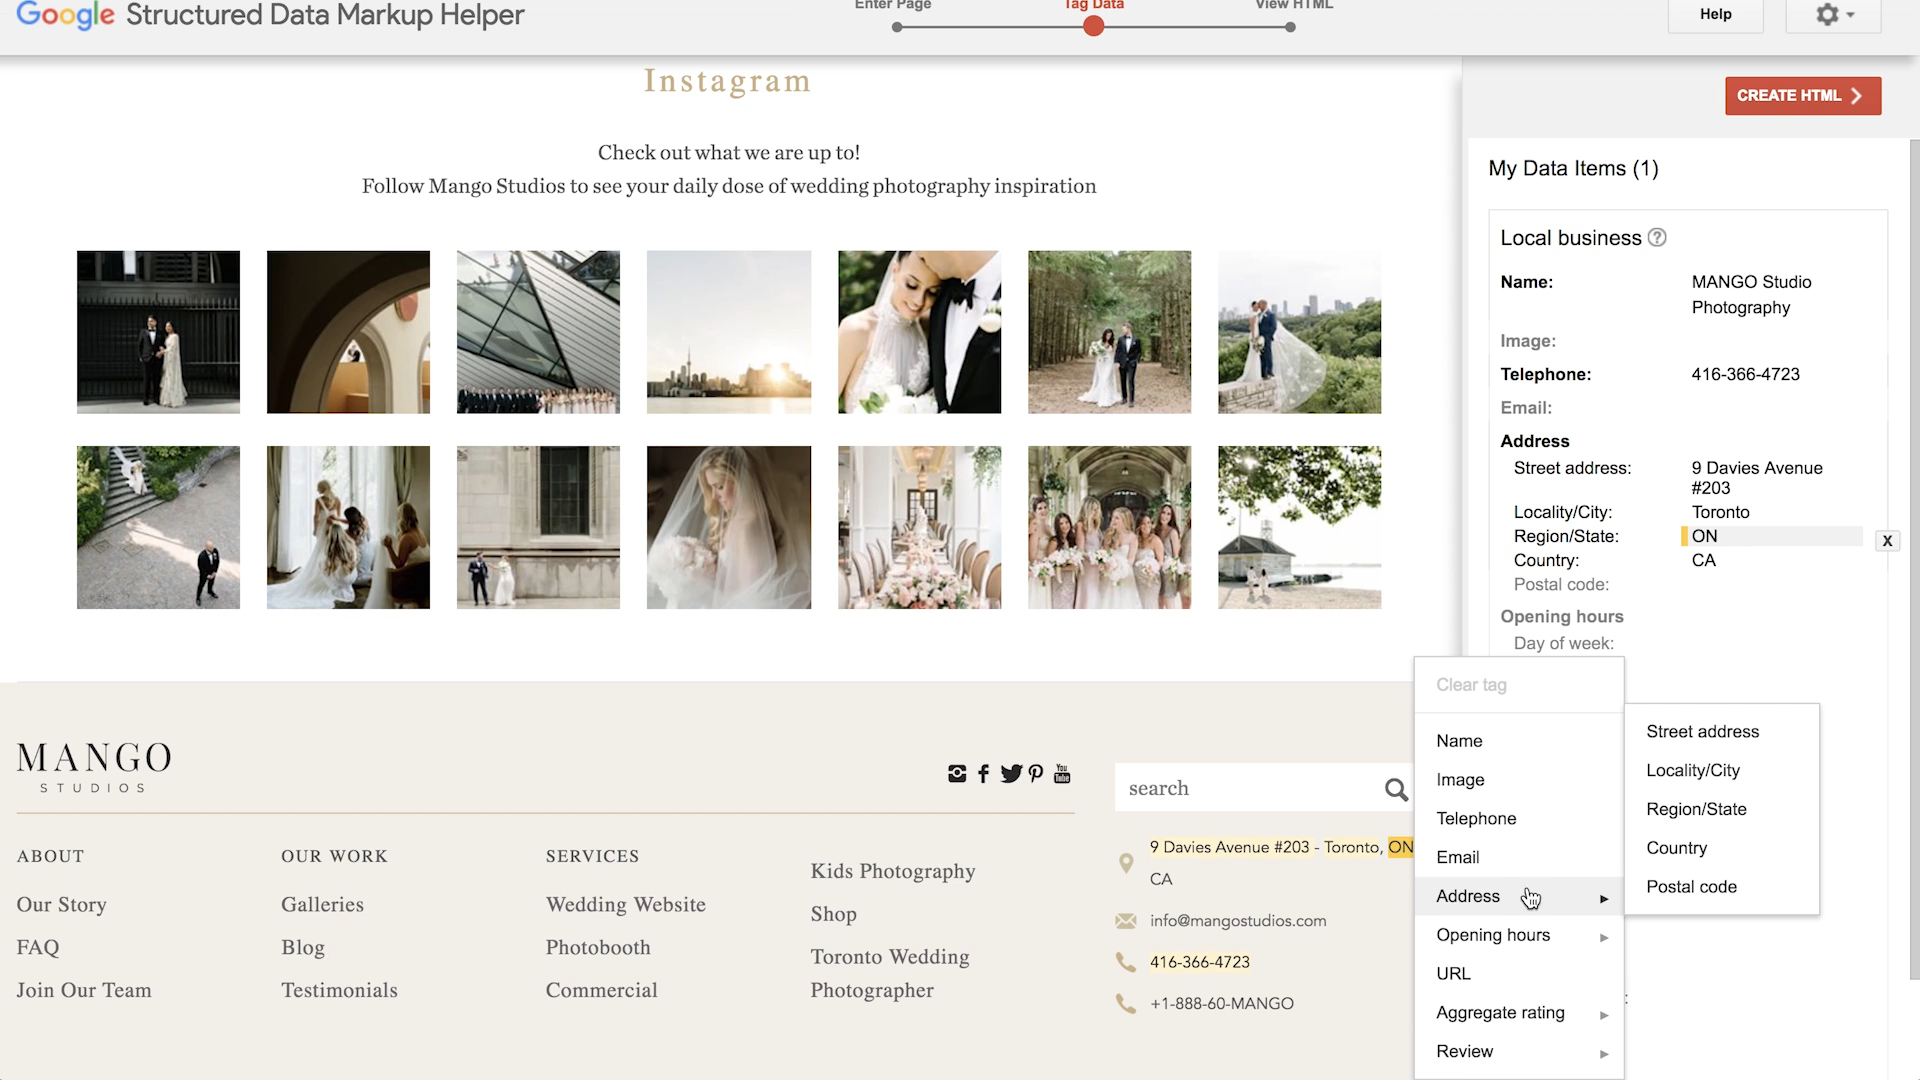 Google Structured Data Markup Helper
Enter Page
Tag Data
View HTML
Help
Instagram
Check out what we are up to!
Follow Mango Studios to see your daily dose of wedding photography inspiration
CREATE HTML
My Data Items (1)
Local business ?
Name: MANGO Studio
Photography
Image:
Telephone: 416-366-4723
Email:
Address
Street address: 9 Davies Avenue
#203
Locality/City: Toronto
Region/State: ON X
Country: CA
Postal code:
Opening hours
Day of week:
Clear tag
Name
Image
Telephone
Email
Address
Opening hours
URL
Aggregate rating
Review
Street address
Locality/City
Region/State
Country
Postal code
MANGO
STUDIOS
You
Tube
search
ABOUT
Our Story
FAQ
Join Our Team
OUR WORK
Galleries
Blog
Testimonials
SERVICES
Wedding Website
Photobooth
Commercial
Kids Photography
Shop
Toronto Wedding
Photographer
9 Davies Avenue #203 - Toronto, ON
CA
info@mangostudios.com
416-366-4723
+1-888-60-MANGO